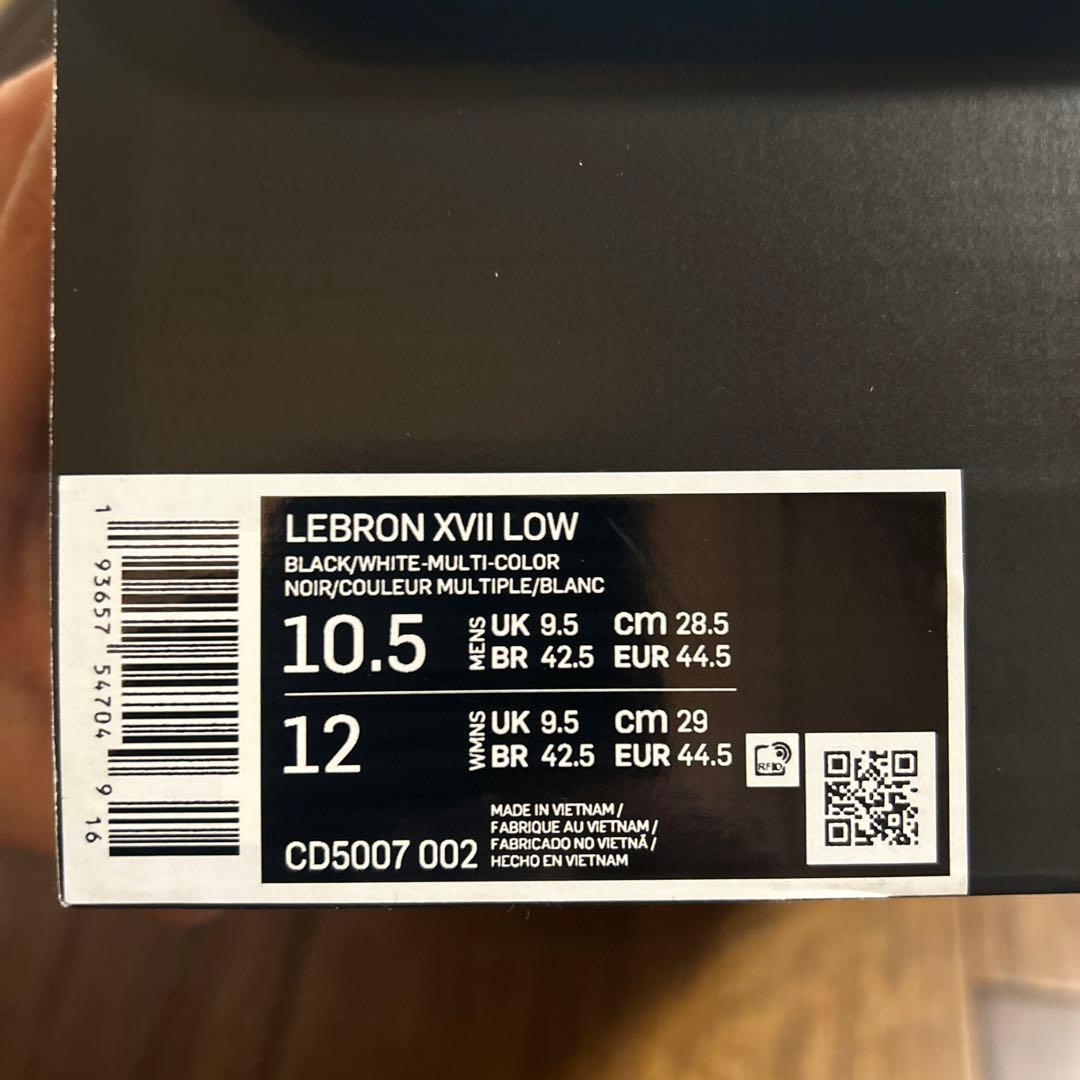 1 93657 54704 9 16
LEBRON XVII LOW
BLACK/WHITE-MULTI-COLOR
NOIR/COULEUR MULTIPLE/BLANC
10.5 MENS UK 9.5 cm 28.5
BR 42.5 EUR 44.5
12 WMNS UK 9.5 cm 29
BR 42.5 EUR 44.5
RFID
MADE IN VIETNAM /
FABRIQUE AU VIETNAM /
FABRICADO NO VIETNÃ /
HECHO EN VIETNAM
CD5007 002